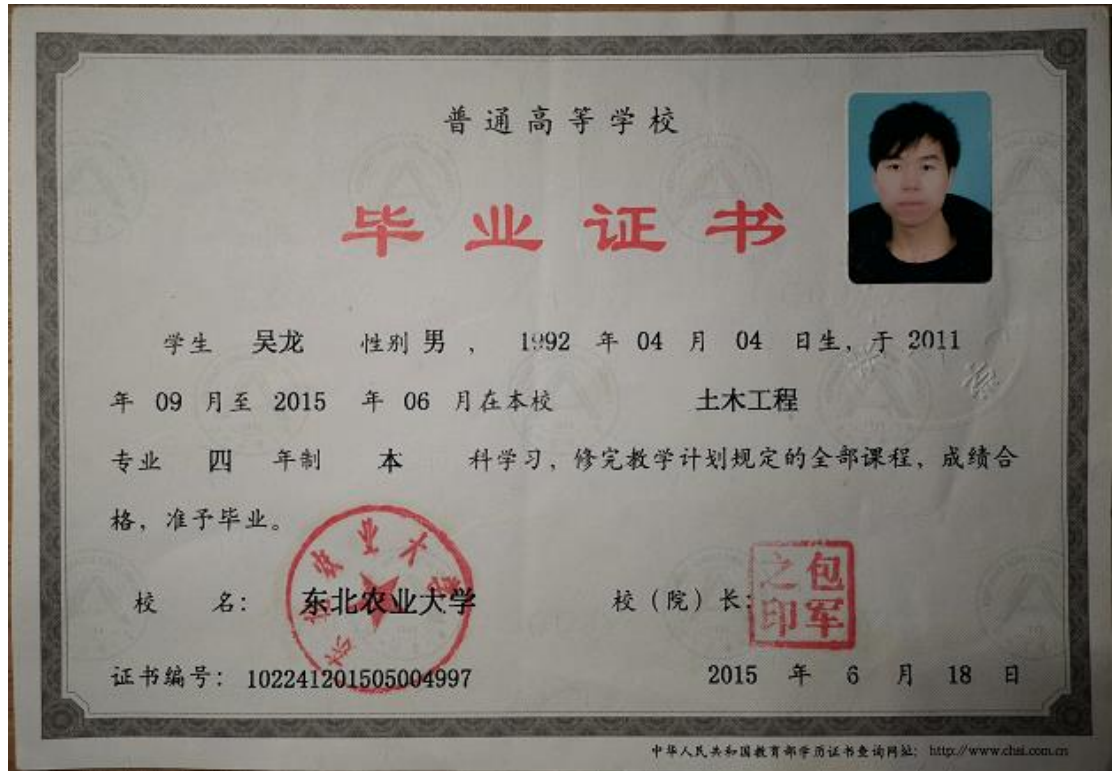 普通高等学校
毕业证书
学生 吴龙 性别 男 、 1992 年 04 月 04 日生, 于 2011
年 09 月至 2015 年 06 月在本校 土木工程
专业 四 年制 本 科学习, 修完教学计划规定的全部课程, 成绩合
格, 准予毕业。
校 名: 东北农业大学 校(院)长: 包军之印
东北农业大学
证书编号: 102241201505004997 2015 年 6 月 18 日
中华人民共和国教育部学历证书查询网址: http://www.chsi.com.cn